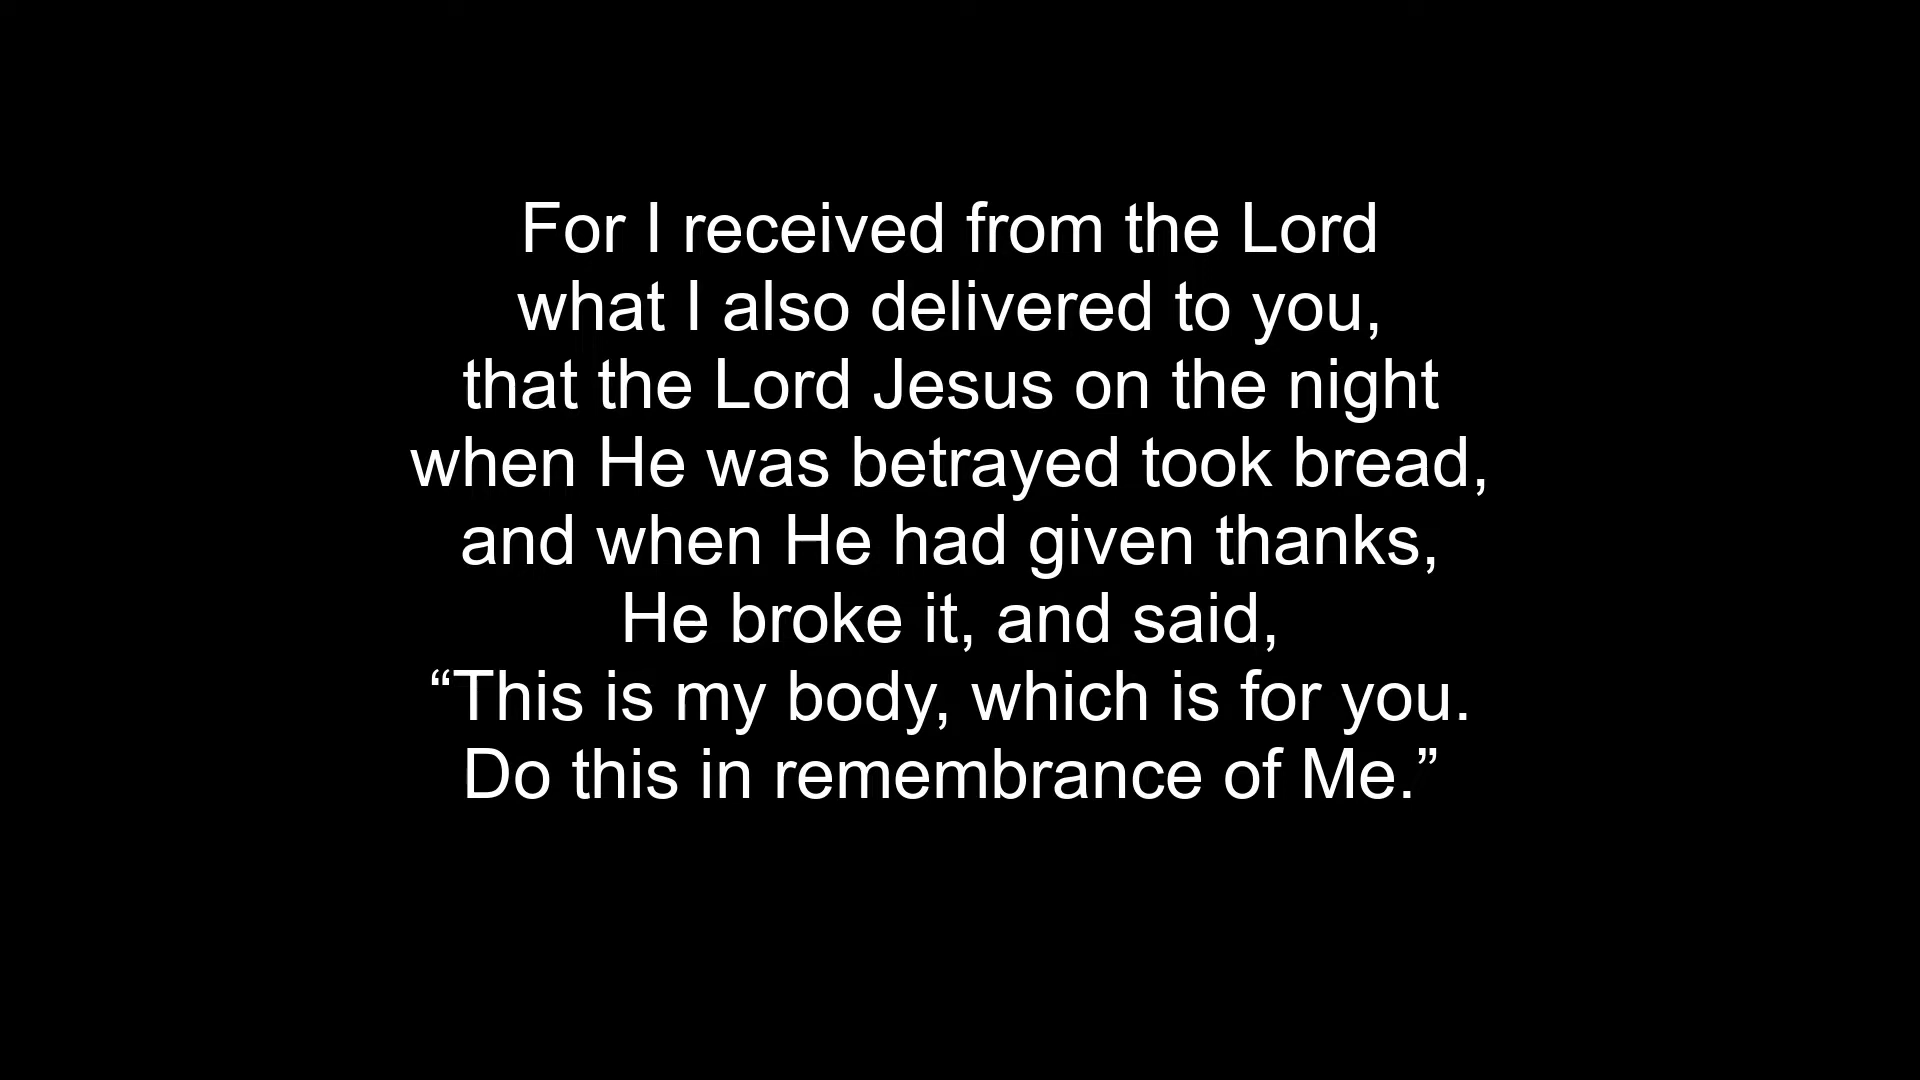 For I received from the Lord
what I also delivered to you,
that the Lord Jesus on the night
when He was betrayed took bread,
and when He had given thanks,
He broke it, and said,
“This is my body, which is for you.
Do this in remembrance of Me.”